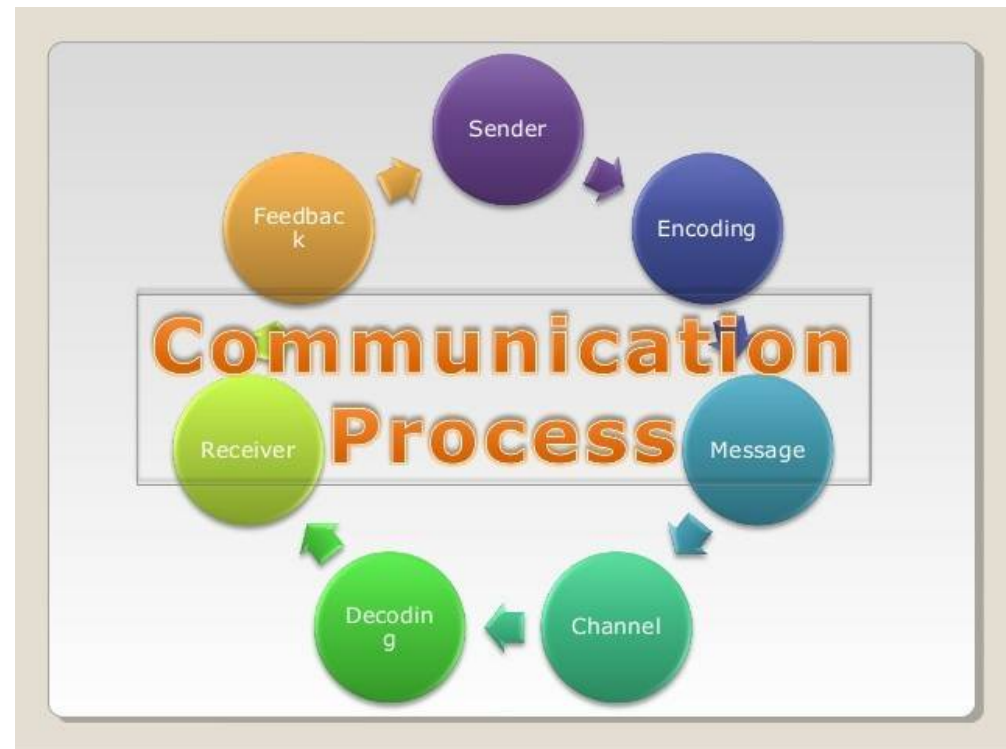 Sender
Encoding
Message
Channel
Decodin
g
Receiver
Feedbac
k
Communication
Process